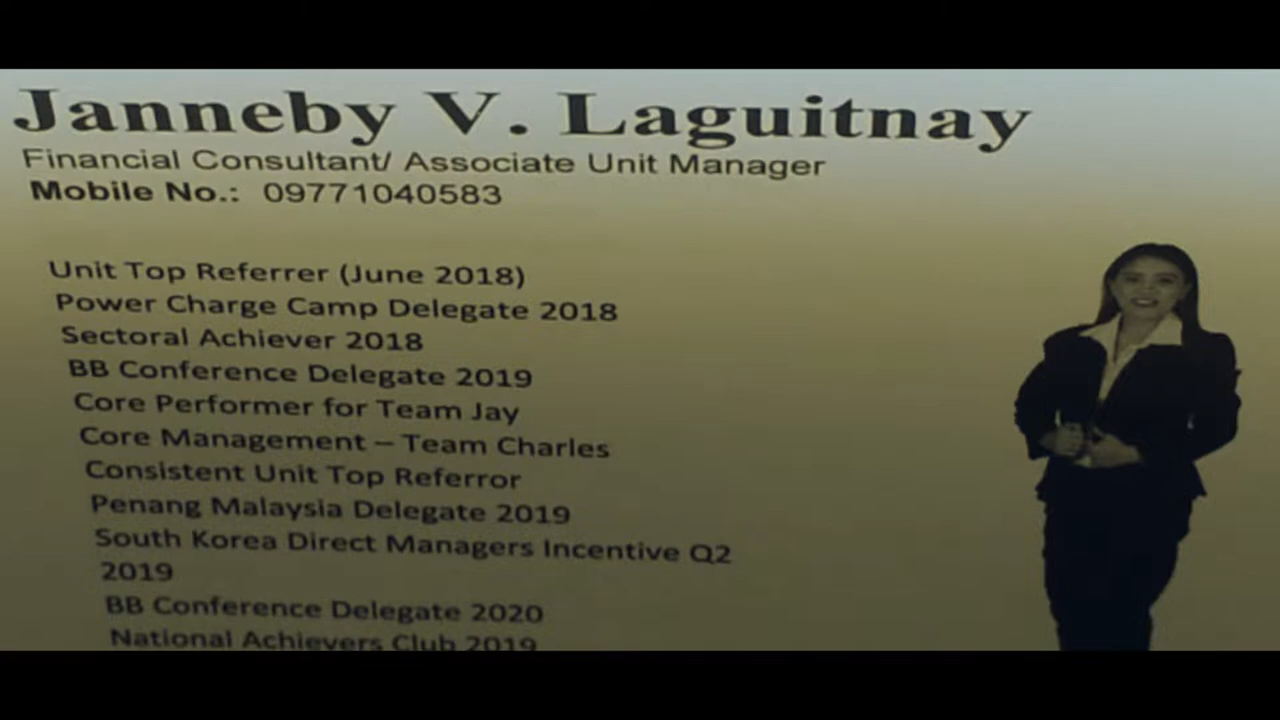 Janneby V. Laguitnay
Financial Consultant/ Associate Unit Manager
Mobile No.: 09771040583
Unit Top Referrer (June 2018)
Power Charge Camp Delegate 2018
Sectoral Achiever 2018
BB Conference Delegate 2019
Core Performer for Team Jay
Core Management – Team Charles
Consistent Unit Top Referror
Penang Malaysia Delegate 2019
South Korea Direct Managers Incentive Q2
2019
BB Conference Delegate 2020
National Achievers Club 2019